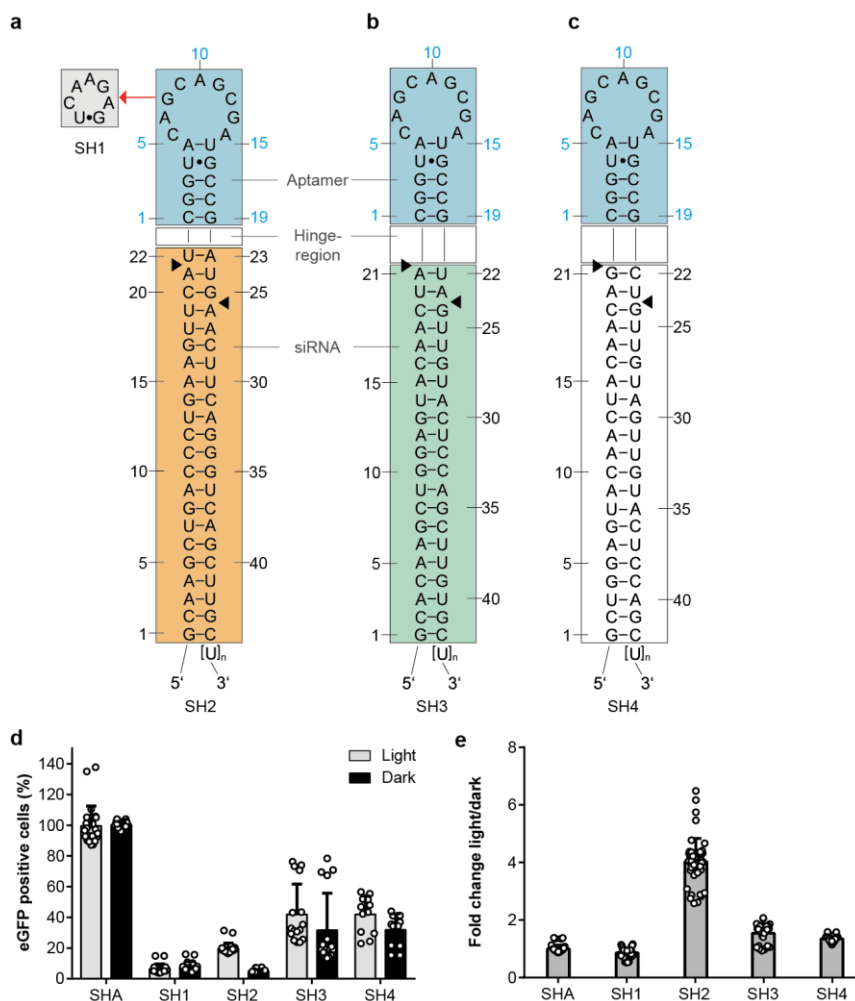 a
10
C A G
G C
A G
C A
5 A–U 15
U•G
G–C
G–C
1 C–G 19
A
A G
C A
U•G
SH1
Aptamer
Hinge-
region
siRNA
22 U–A 23
A U
20 C–G 25
U–A
U–A
G–C
A–U
15 A–U 30
G–C
U–A
C–G
C–G
10 C–G 35
A–U
G–C
U–A
C–G
5 G–C 40
A–U
A–U
C–G
1 G–C
[U]n
5' 3'
SH2
b
10
C A G
G C
A G
C A
5 A–U 15
U•G
G–C
G–C
1 C–G 19
21 A U 22
U–A
C–G
A–U 25
A–U
C–G
15 A–U
U–A
G–C 30
A–U
G–C
10 G–C
U–A
C–G 35
G–C
A–U
5 A–U
C–G
A–U 40
C–G
1 G–C
[U]n
5' 3'
SH3
c
10
C A G
G C
A G
C A
5 A–U 15
U•G
G–C
G–C
1 C–G 19
21 G C 22
A U
C–G
A–U 25
A–U
C–G
15 A–U
U–A
C–G 30
A–U
A–U
10 C–G
A–U
U–A 35
G–C
A–U
5 G–C
G–C
U–A 40
C–G
1 G–C
[U]n
5' 3'
SH4
d
eGFP positive cells (%)
140
120
100
80
60
40
20
0
Light
Dark
SHA SH1 SH2 SH3 SH4
e
Fold change light/dark
8
6
4
2
0
SHA SH1 SH2 SH3 SH4